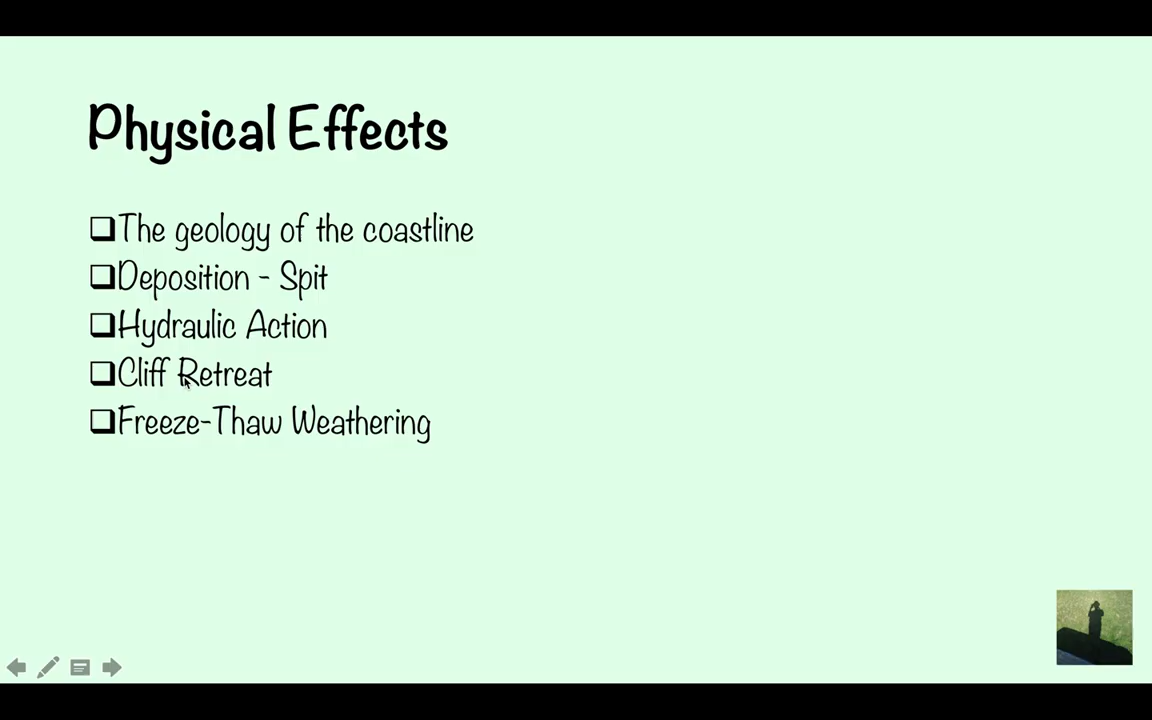 Physical Effects
The geology of the coastline
Deposition - Spit
Hydraulic Action
Cliff Retreat
Freeze-Thaw Weathering